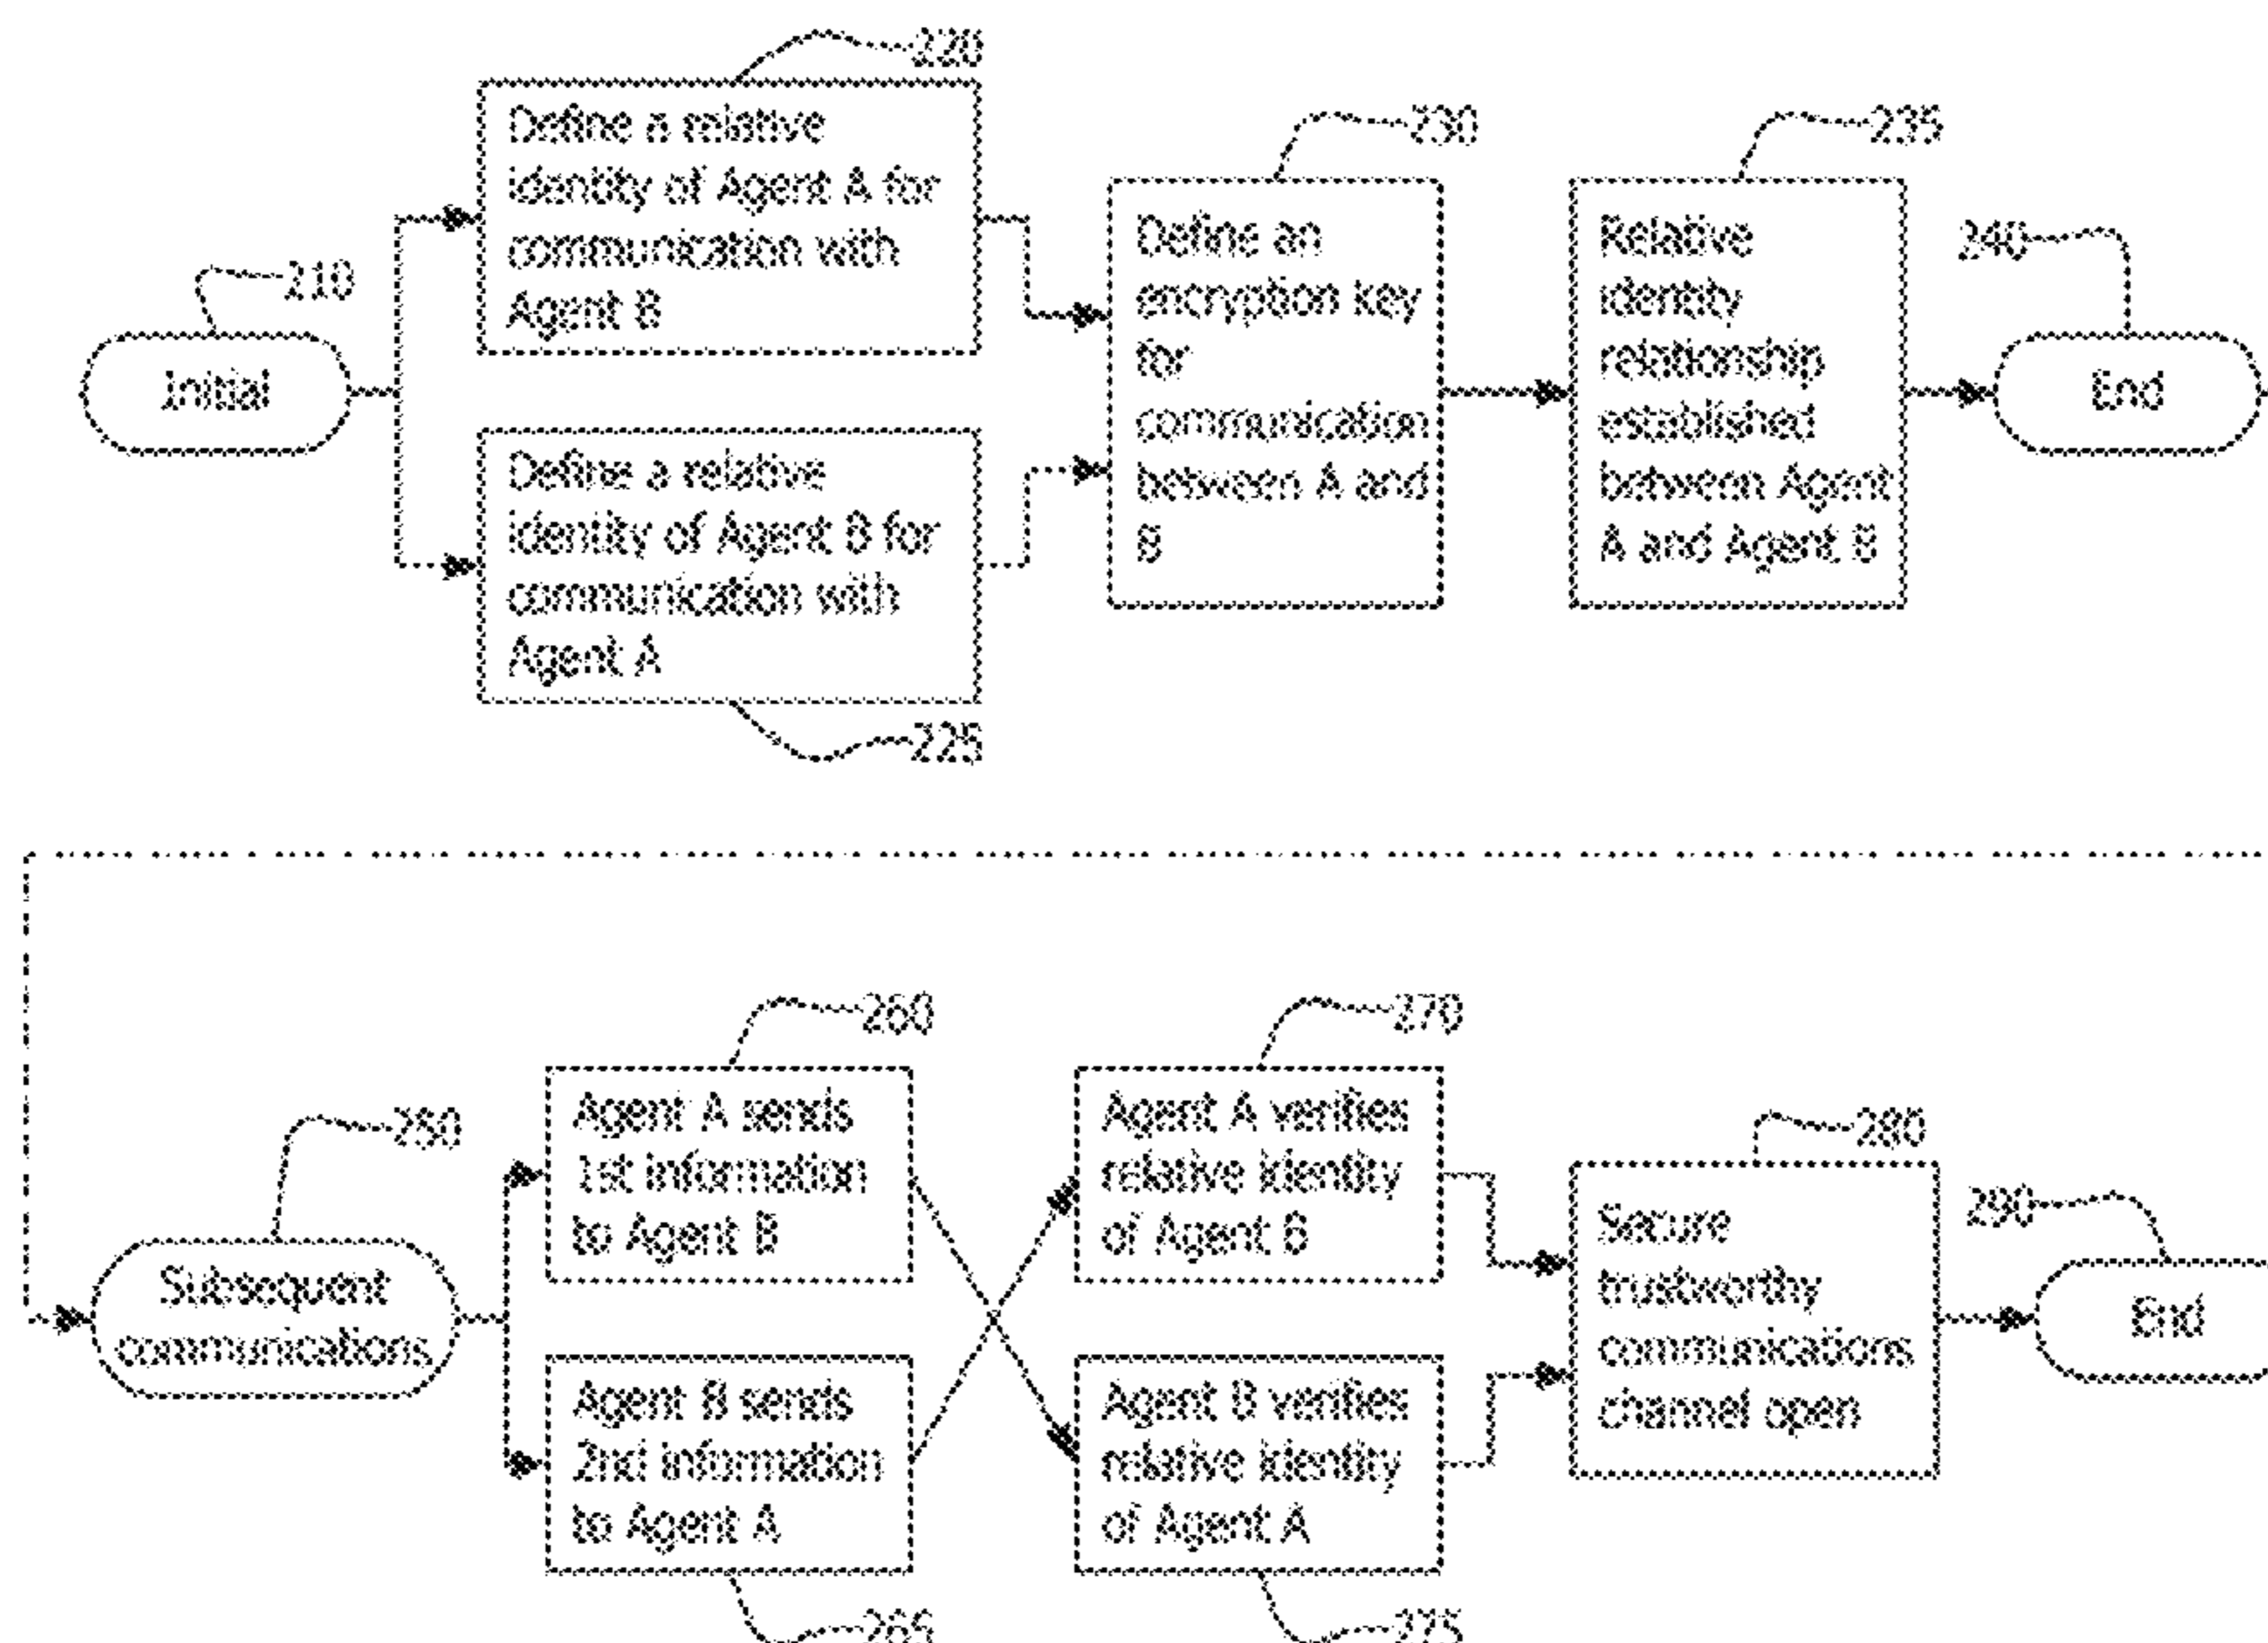 220
Define a relative
identity of Agent A for
communication with
Agent B
230
Define an
encryption key
for
communication
between A and
B
235
Relative
identity
relationship
established
between Agent
A and Agent B
240
End
210
Initial
Define a relative
identity of Agent B for
communication with
Agent A
225
250
Subsequent
communications
260
Agent A sends
1st information
to Agent B
270
Agent A verifies
relative identity
of Agent B
280
Secure
trustworthy
communications
channel open
290
End
Agent B sends
2nd information
to Agent A
265
Agent B verifies
relative identity
of Agent A
275